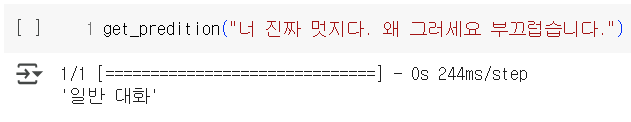 [ ] 1 get_predition("너 진짜 멋지다. 왜 그러세요 부끄럽습니다.")
1/1 [==============================] - 0s 244ms/step
'일반 대화'